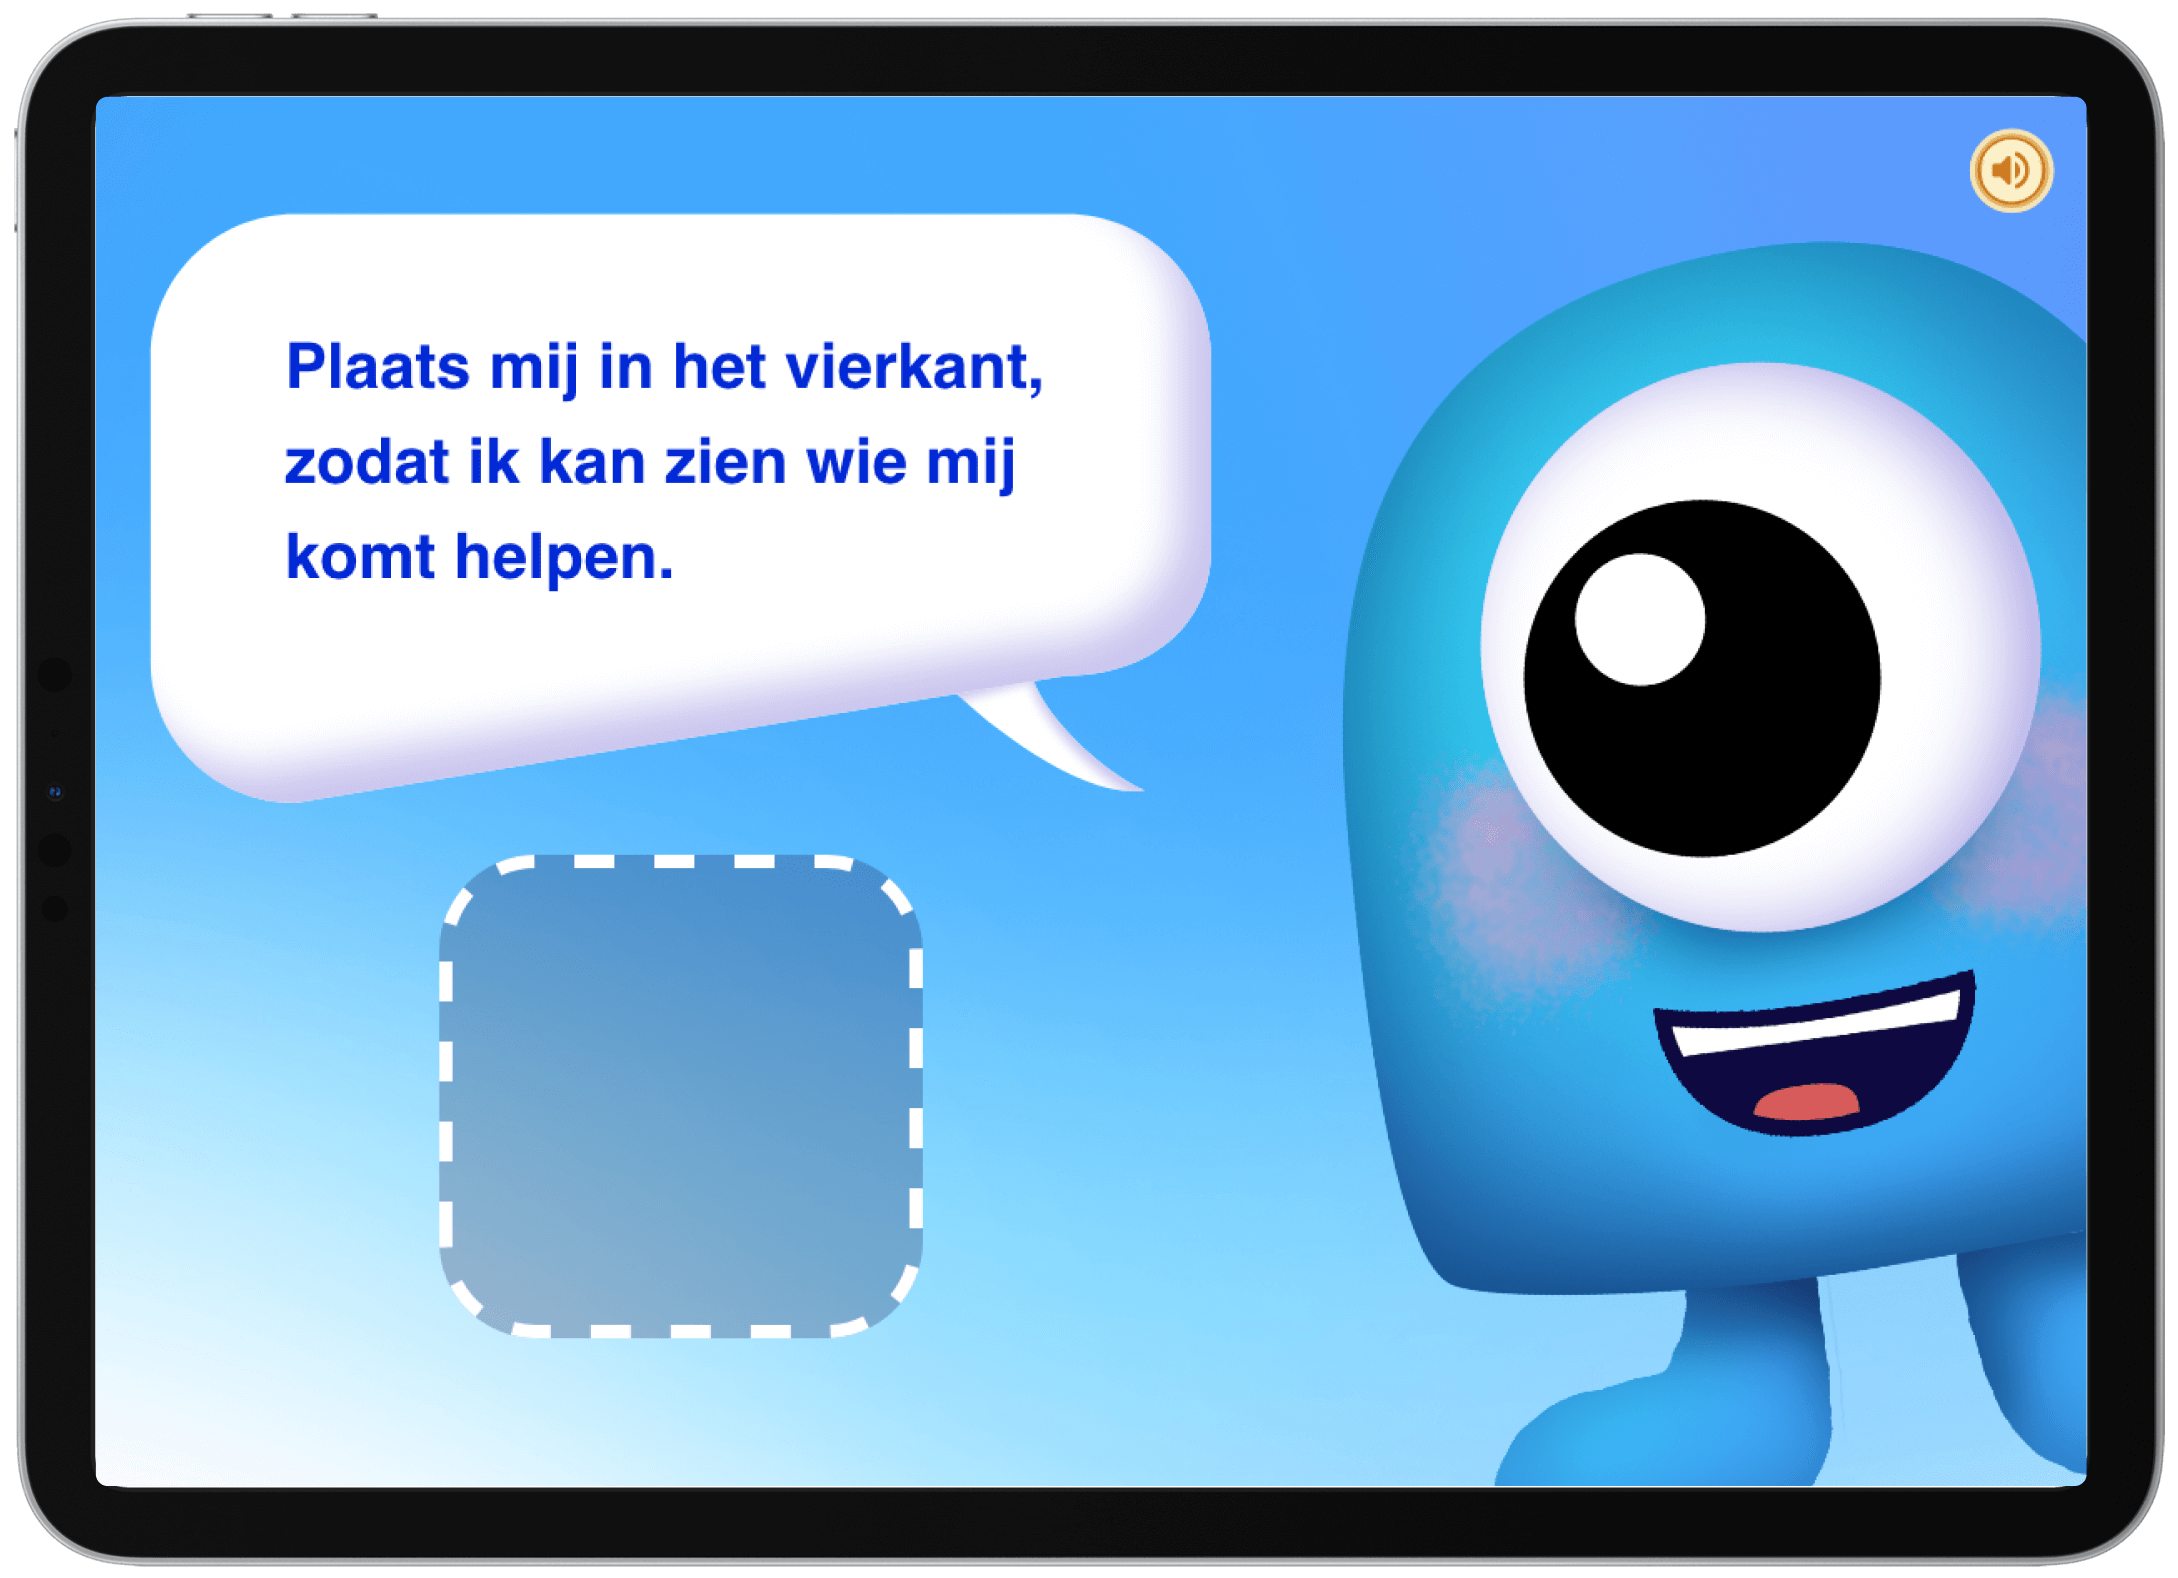 Plaats mij in het vierkant,
zodat ik kan zien wie mij
komt helpen.